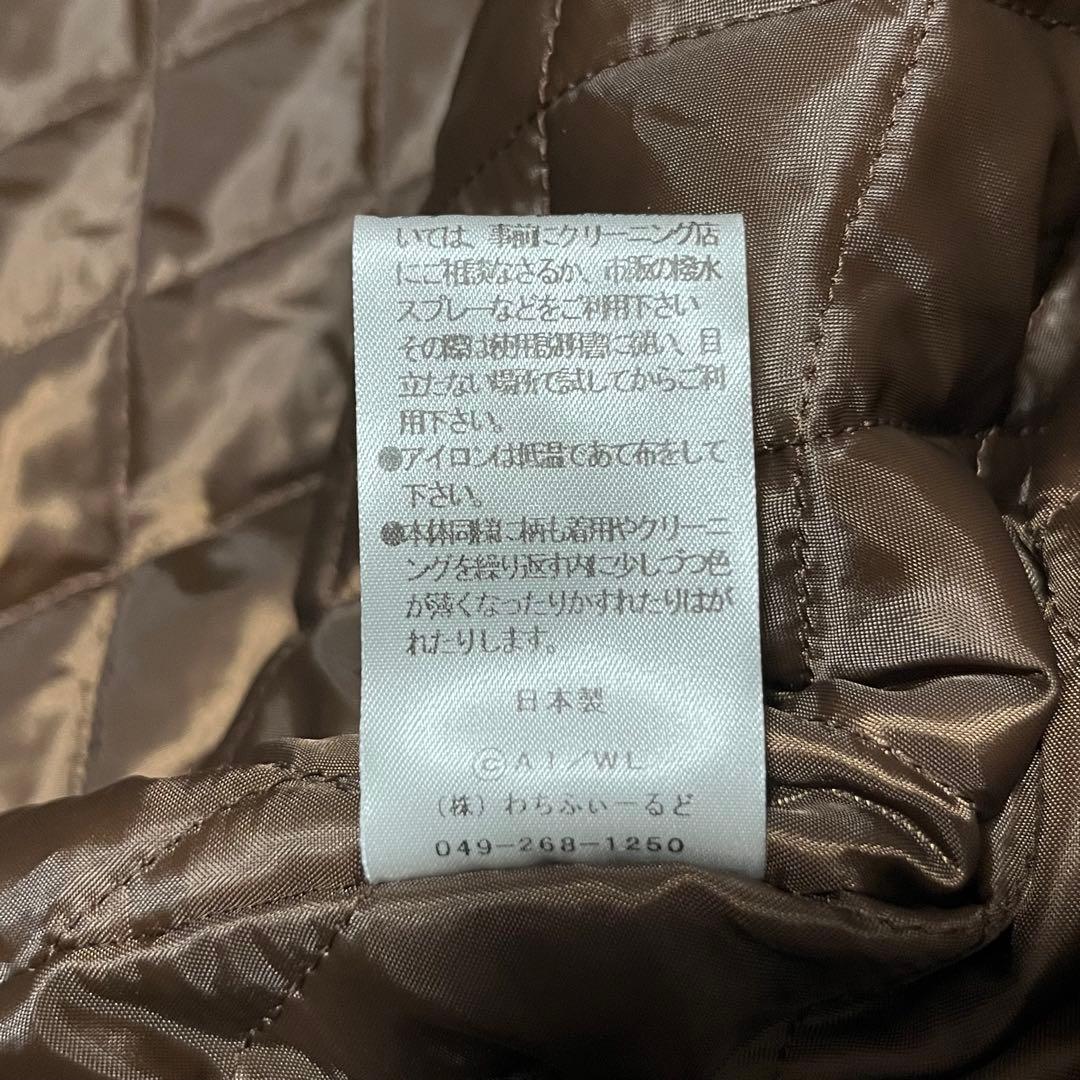 いては、事前にクリーニング店
にご相談なさるか、市販の撥水
スプレーなどをご利用下さい
その際は使用説明書に従い、目
立たない場所で試してからご利
用下さい。
●アイロンは低温であて布をして
下さい。
●本体同様に柄も着用やクリーニ
ングを繰り返す内に少しづつ色
が薄くなったりかすれたりはが
れたりします。
日本製
©AI/WL
(株)わちふぃーるど
049-268-1250